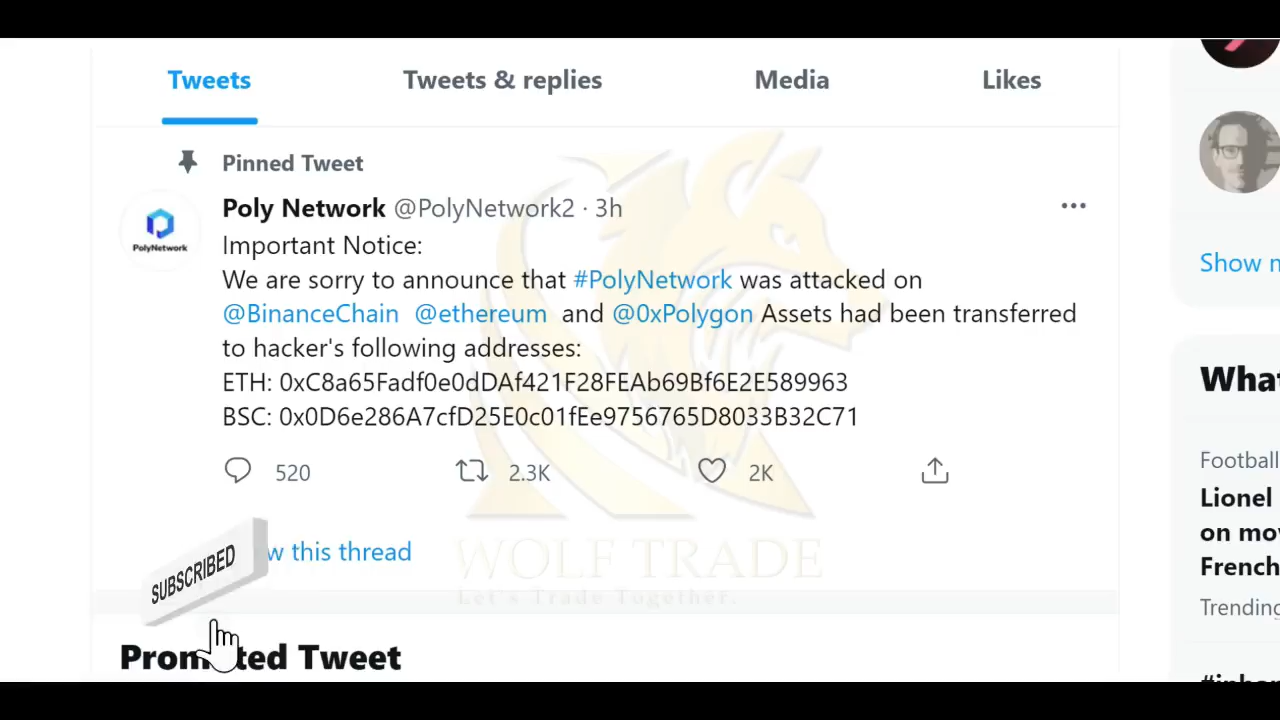 Tweets Tweets & replies Media Likes
Pinned Tweet
Poly Network @PolyNetwork2 · 3h
PolyNetwork
Important Notice:
We are sorry to announce that #PolyNetwork was attacked on
@BinanceChain @ethereum and @0xPolygon Assets had been transferred
to hacker's following addresses:
ETH: 0xC8a65Fadf0e0dDAf421F28FEAb69Bf6E2E589963
BSC: 0x0D6e286A7cfD25E0c01fEe9756765D8033B32C71
520 2.3K 2K
w this thread
SUBSCRIBED
WOLF TRADE
Let's Trade Together.
Promoted Tweet
Show
What
Football
Lionel
on mo
French
Trending